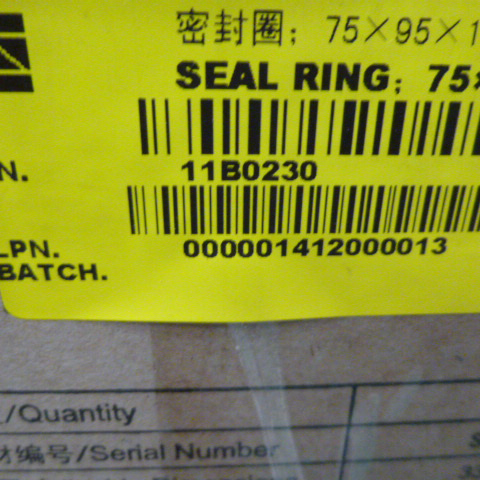 密封圈； 75×95×1
SEAL RING； 75×
N. 11B0230
LPN. 000001412000013
BATCH.
/Quantity
材编号/Serial Number